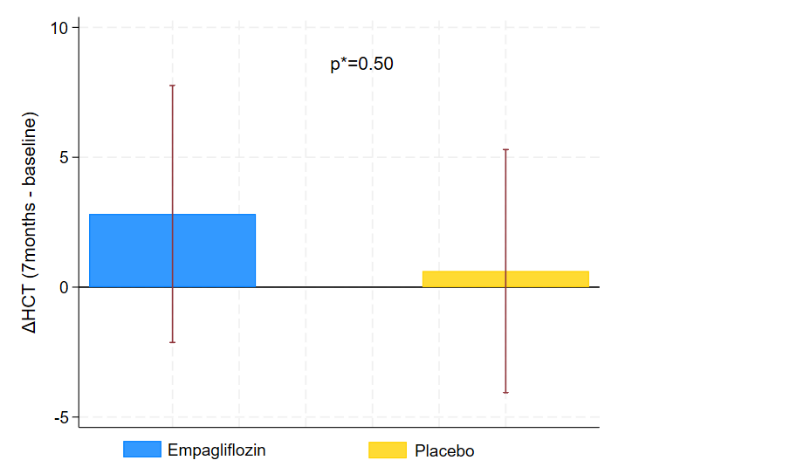 10
p*=0.50
5
ΔHCT (7months - baseline)
0
-5
Empagliflozin
Placebo